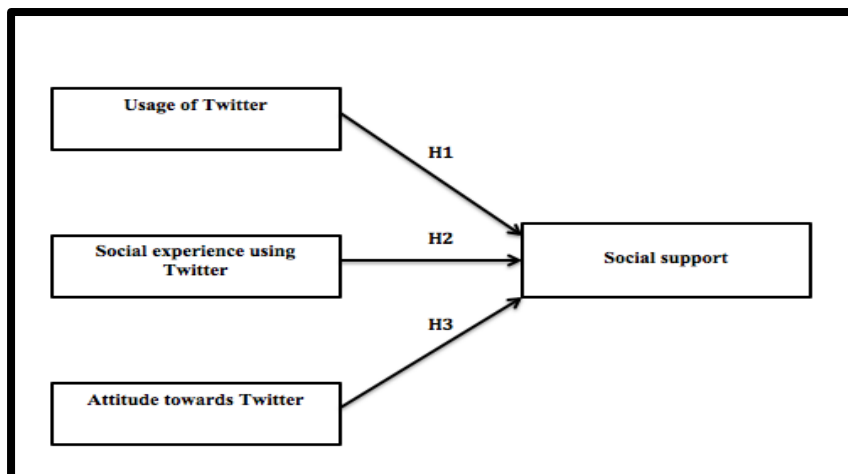 Usage of Twitter
H1
Social experience using
Twitter
H2
Social support
H3
Attitude towards Twitter